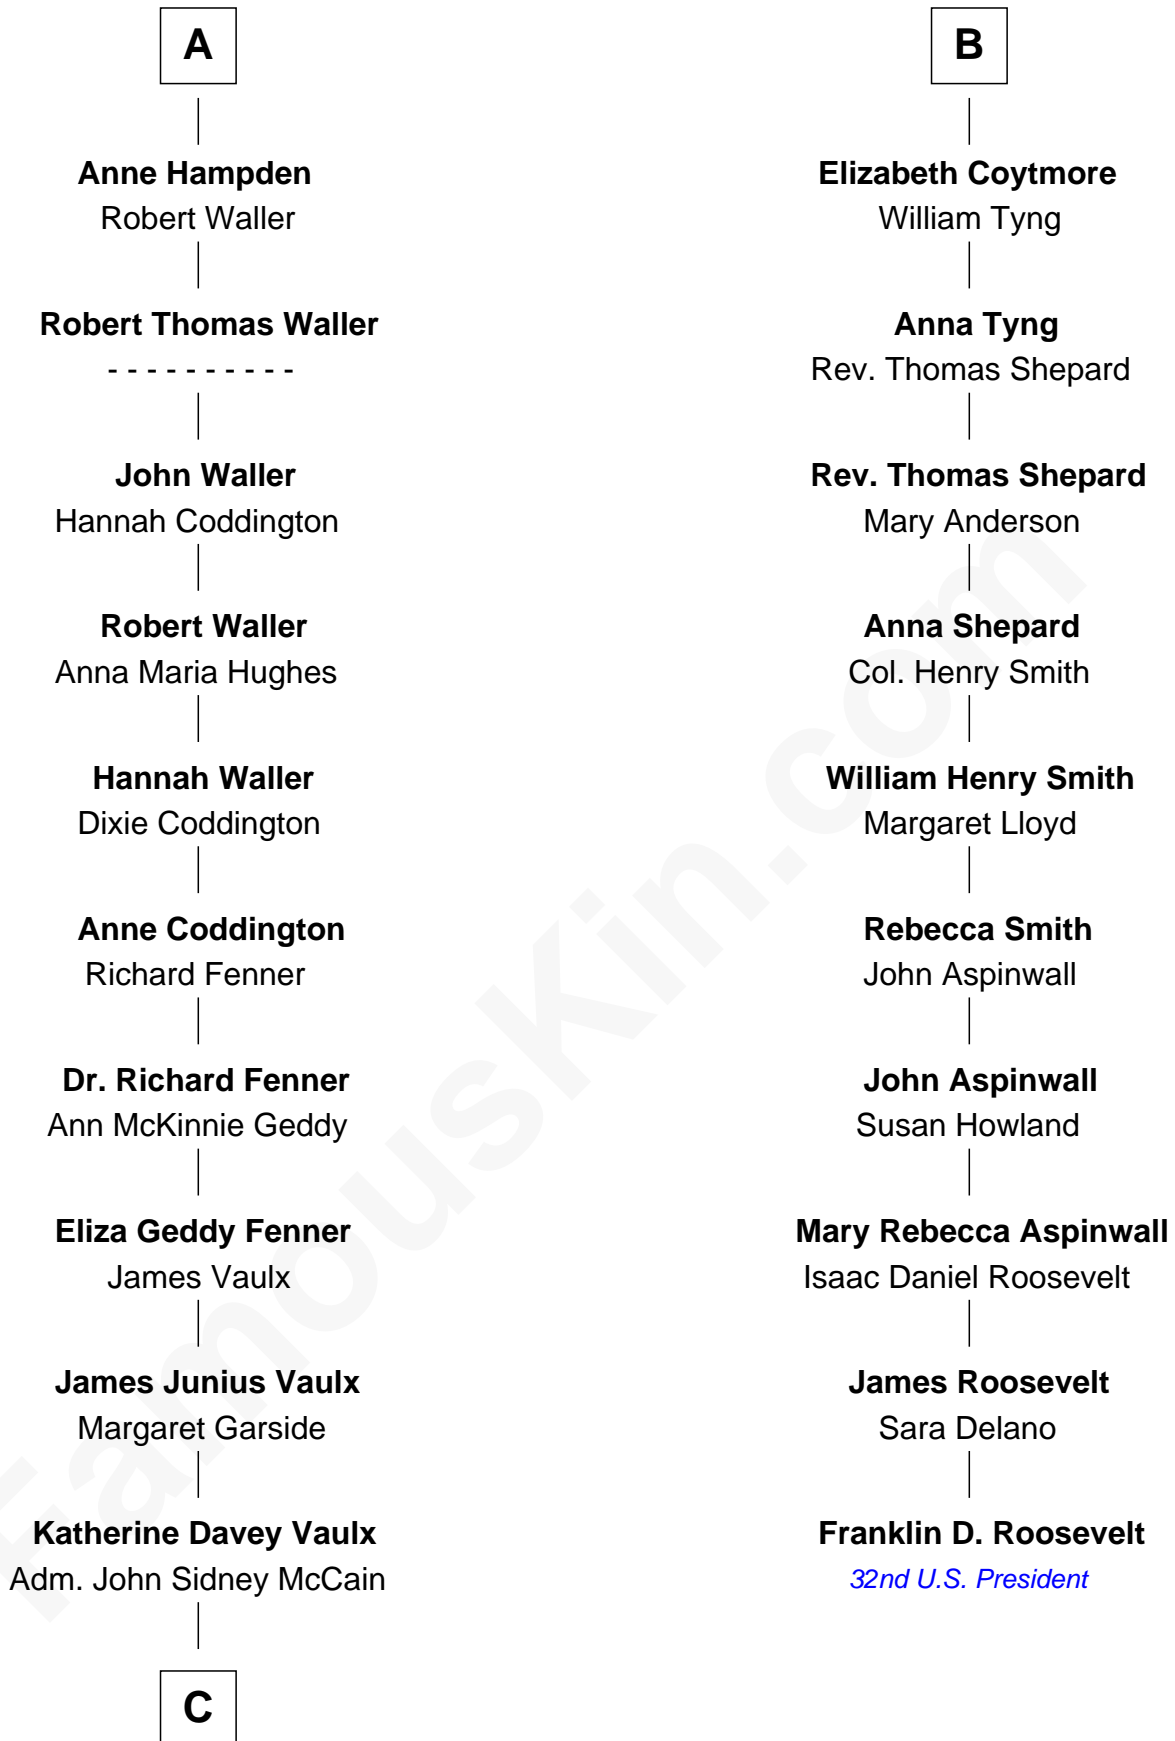 A
Anne Hampden
Robert Waller
Robert Thomas Waller
- - - - - - - - - -
John Waller
Hannah Coddington
Robert Waller
Anna Maria Hughes
Hannah Waller
Dixie Coddington
Anne Coddington
Richard Fenner
Dr. Richard Fenner
Ann McKinnie Geddy
Eliza Geddy Fenner
James Vaulx
James Junius Vaulx
Margaret Garside
Katherine Davey Vaulx
Adm. John Sidney McCain
C
B
Elizabeth Coytmore
William Tyng
Anna Tyng
Rev. Thomas Shepard
Rev. Thomas Shepard
Mary Anderson
Anna Shepard
Col. Henry Smith
William Henry Smith
Margaret Lloyd
Rebecca Smith
John Aspinwall
John Aspinwall
Susan Howland
Mary Rebecca Aspinwall
Isaac Daniel Roosevelt
James Roosevelt
Sara Delano
Franklin D. Roosevelt
32nd U.S. President
FamousKin.com